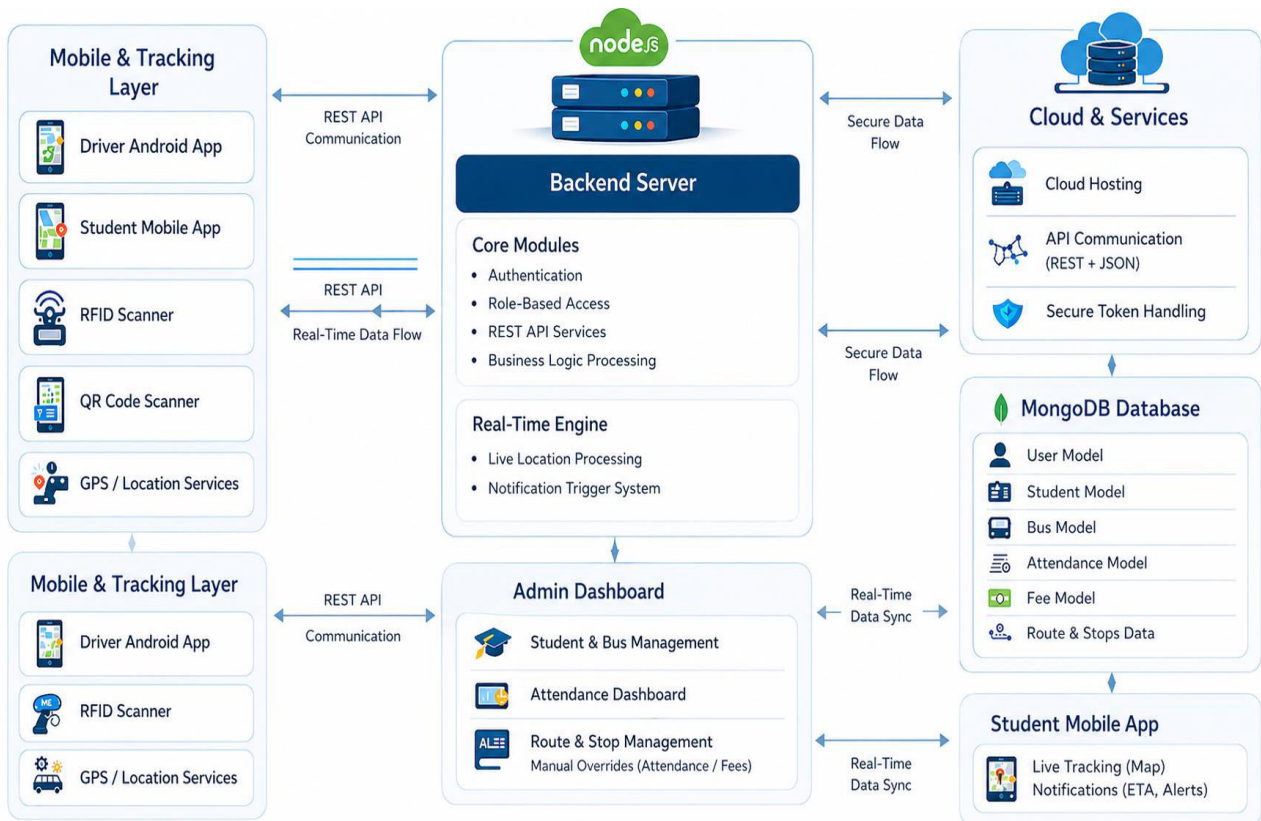 Mobile & Tracking
Layer
Driver Android App
Student Mobile App
RFID Scanner
QR Code Scanner
GPS / Location Services
REST API
Communication
REST API
Real-Time Data Flow
nodeJS
Backend Server
Core Modules
• Authentication
• Role-Based Access
• REST API Services
• Business Logic Processing
Real-Time Engine
• Live Location Processing
• Notification Trigger System
Secure Data
Flow
Secure Data
Flow
Cloud & Services
Cloud Hosting
API Communication
(REST + JSON)
Secure Token Handling
MongoDB Database
User Model
Student Model
Bus Model
Attendance Model
Fee Model
Route & Stops Data
Mobile & Tracking Layer
Driver Android App
ME
RFID Scanner
GPS / Location Services
REST API
Communication
Admin Dashboard
Student & Bus Management
Attendance Dashboard
ALEE
Route & Stop Management
Manual Overrides (Attendance / Fees)
Real-Time
Data Sync
Real-Time
Data Sync
Student Mobile App
Live Tracking (Map)
Notifications (ETA, Alerts)